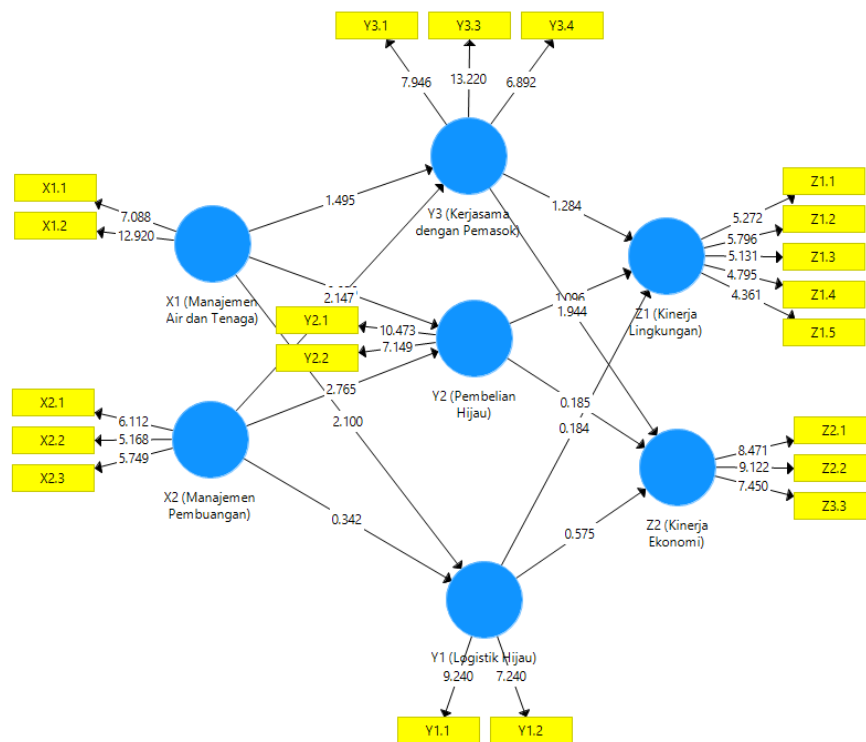 Y3.1
Y3.3
Y3.4
7.946
13.220
6.892
X1.1
X1.2
7.088
12.920
X1 (Manajemen
Air dan Tenaga)
1.495
Y3 (Kerjasama
dengan Pemasok)
1.284
Z1.1
Z1.2
Z1.3
Z1.4
Z1.5
5.272
5.796
5.131
4.795
4.361
Z1 (Kinerja
Lingkungan)
2.147
1.096
1.944
Y2.1
Y2.2
10.473
7.149
Y2 (Pembelian
Hijau)
2.765
2.100
0.185
0.184
X2.1
X2.2
X2.3
6.112
5.168
5.749
X2 (Manajemen
Pembuangan)
0.342
0.575
Z2.1
Z2.2
Z3.3
8.471
9.122
7.450
Z2 (Kinerja
Ekonomi)
Y1 (Logistik Hijau)
9.240
7.240
Y1.1
Y1.2